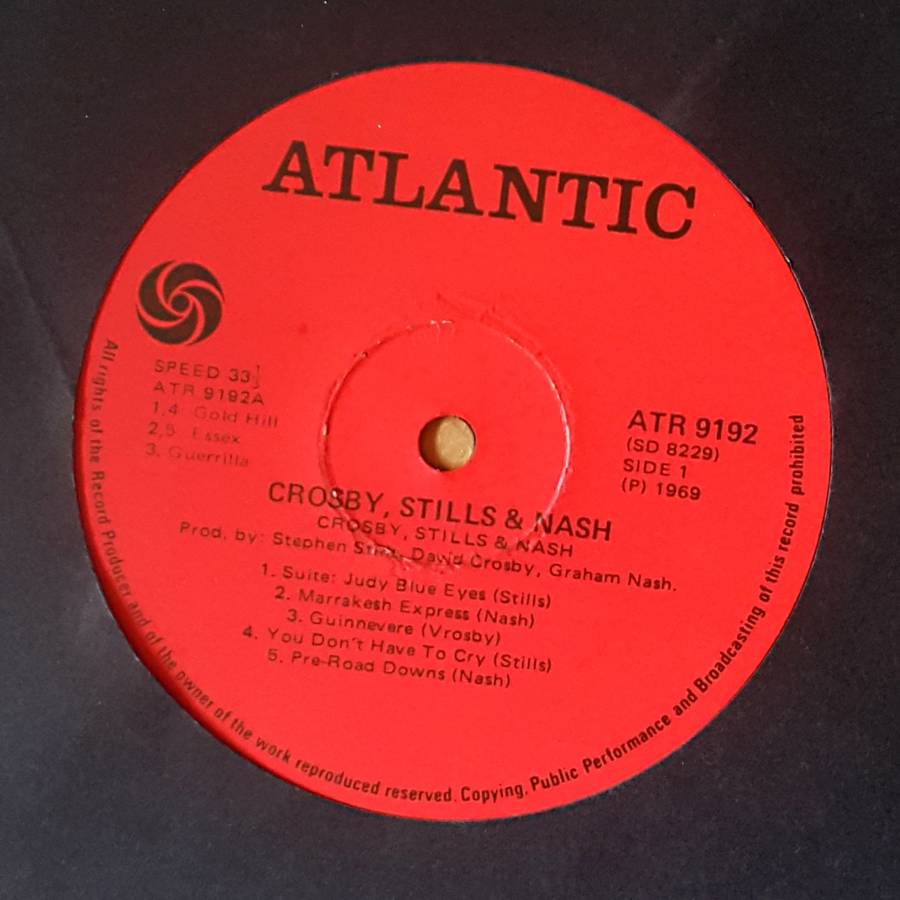 ATLANTIC
SPEED 33⅓
ATR 9192A
1,4 Gold Hill
2,5 Essex
3. Guerrilla
ATR 9192
(SD 8229)
SIDE 1
(P) 1969
CROSBY, STILLS & NASH
CROSBY, STILLS & NASH
Prod. by: Stephen Stills, David Crosby, Graham Nash.
1. Suite: Judy Blue Eyes (Stills)
2. Marrakesh Express (Nash)
3. Guinnevere (Vrosby)
4. You Don't Have To Cry (Stills)
5. Pre-Road Downs (Nash)
All rights of the Record Producer and of the owner of the work reproduced reserved. Copying, Public Performance and Broadcasting of this record prohibited